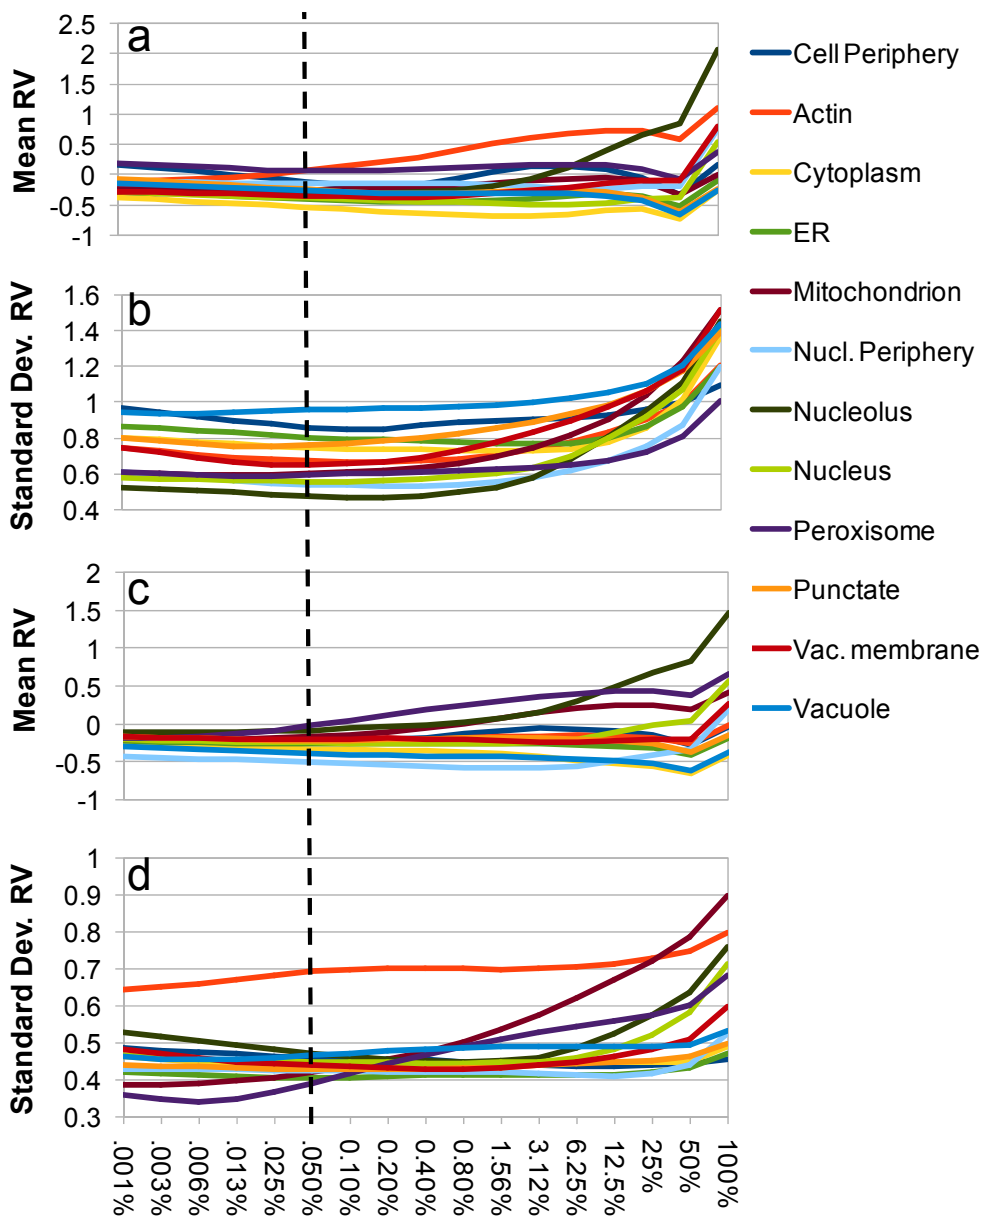 a
Mean RV
2.5
2
1.5
1
0.5
0
-0.5
-1
b
Standard Dev. RV
1.6
1.4
1.2
1
0.8
0.6
0.4
c
Mean RV
2
1.5
1
0.5
0
-0.5
-1
d
Standard Dev. RV
1
0.9
0.8
0.7
0.6
0.5
0.4
0.3
.001%
.003%
.006%
.013%
.025%
.050%
0.10%
0.20%
0.40%
0.80%
1.56%
3.12%
6.25%
12.5%
25%
50%
100%
Cell Periphery
Actin
Cytoplasm
ER
Mitochondrion
Nucl. Periphery
Nucleolus
Nucleus
Peroxisome
Punctate
Vac. membrane
Vacuole